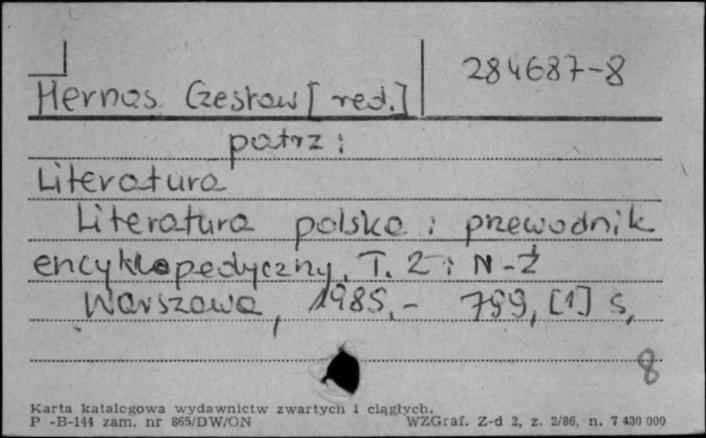 284687-8
Hernas Czesław [red.]
patrz:
Literatura
Literatura polska : przewodnik
encyklopedyczny. T. 2 : N-Ż
Warszawa, 1985.- 799, [1] s,
8
Karta katalogowa wydawnictw zwartych i ciągłych.
P -B-144 zam. nr 865/DW/ON WZGraf. Z-d 2, z. 2/86, n. 7 430 000